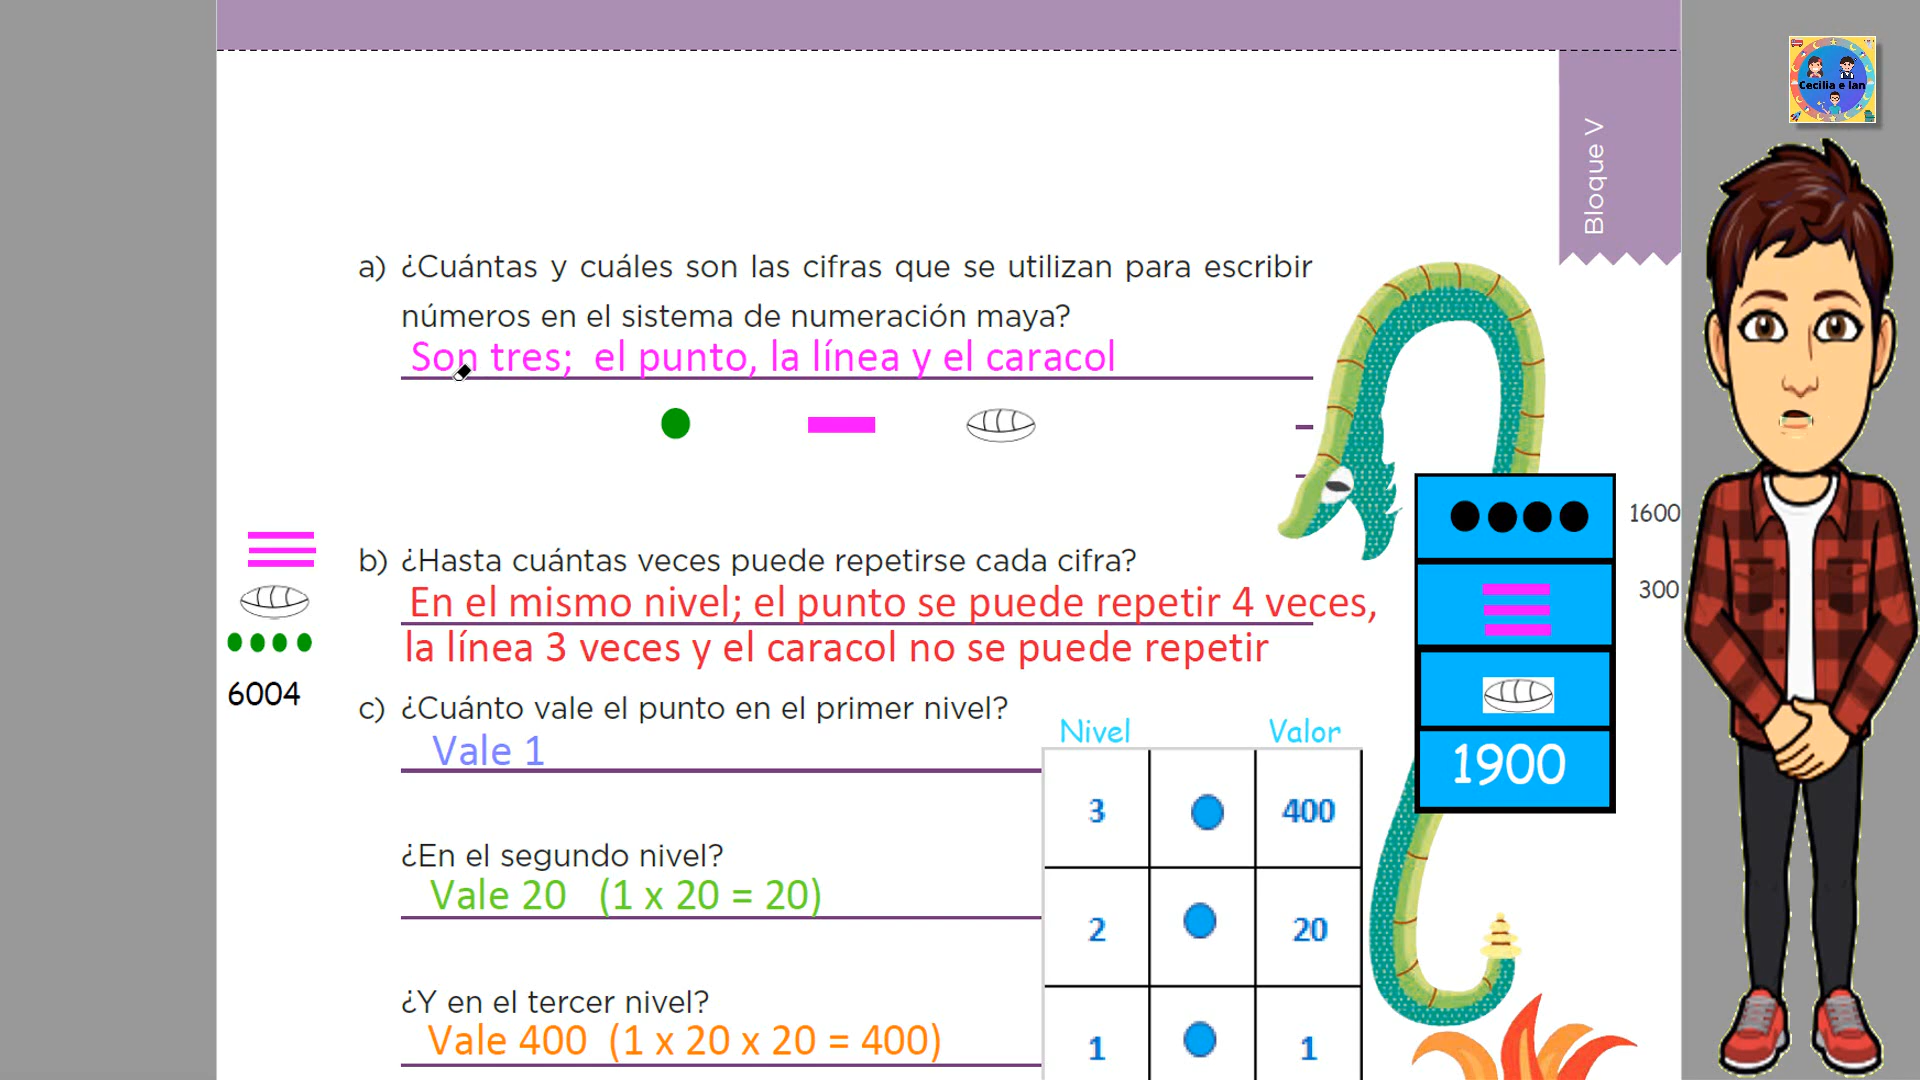 Cecilia e Ian
Bloque V
a) ¿Cuántas y cuáles son las cifras que se utilizan para escribir
números en el sistema de numeración maya?
Son tres; el punto, la línea y el caracol
1600
300
1900
b) ¿Hasta cuántas veces puede repetirse cada cifra?
En el mismo nivel; el punto se puede repetir 4 veces,
la línea 3 veces y el caracol no se puede repetir
6004
c) ¿Cuánto vale el punto en el primer nivel?
Vale 1
¿En el segundo nivel?
Vale 20 (1 x 20 = 20)
¿Y en el tercer nivel?
Vale 400 (1 x 20 x 20 = 400)
Nivel Valor
3 400
2 20
1 1